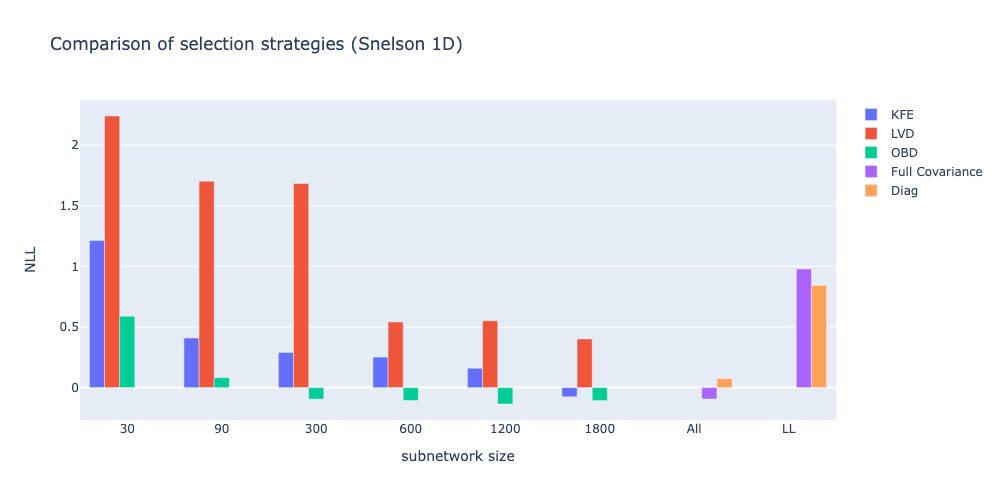 Comparison of selection strategies (Snelson 1D)
KFE
LVD
OBD
Full Covariance
Diag
NLL
2
1.5
1
0.5
0
30 90 300 600 1200 1800 All LL
subnetwork size